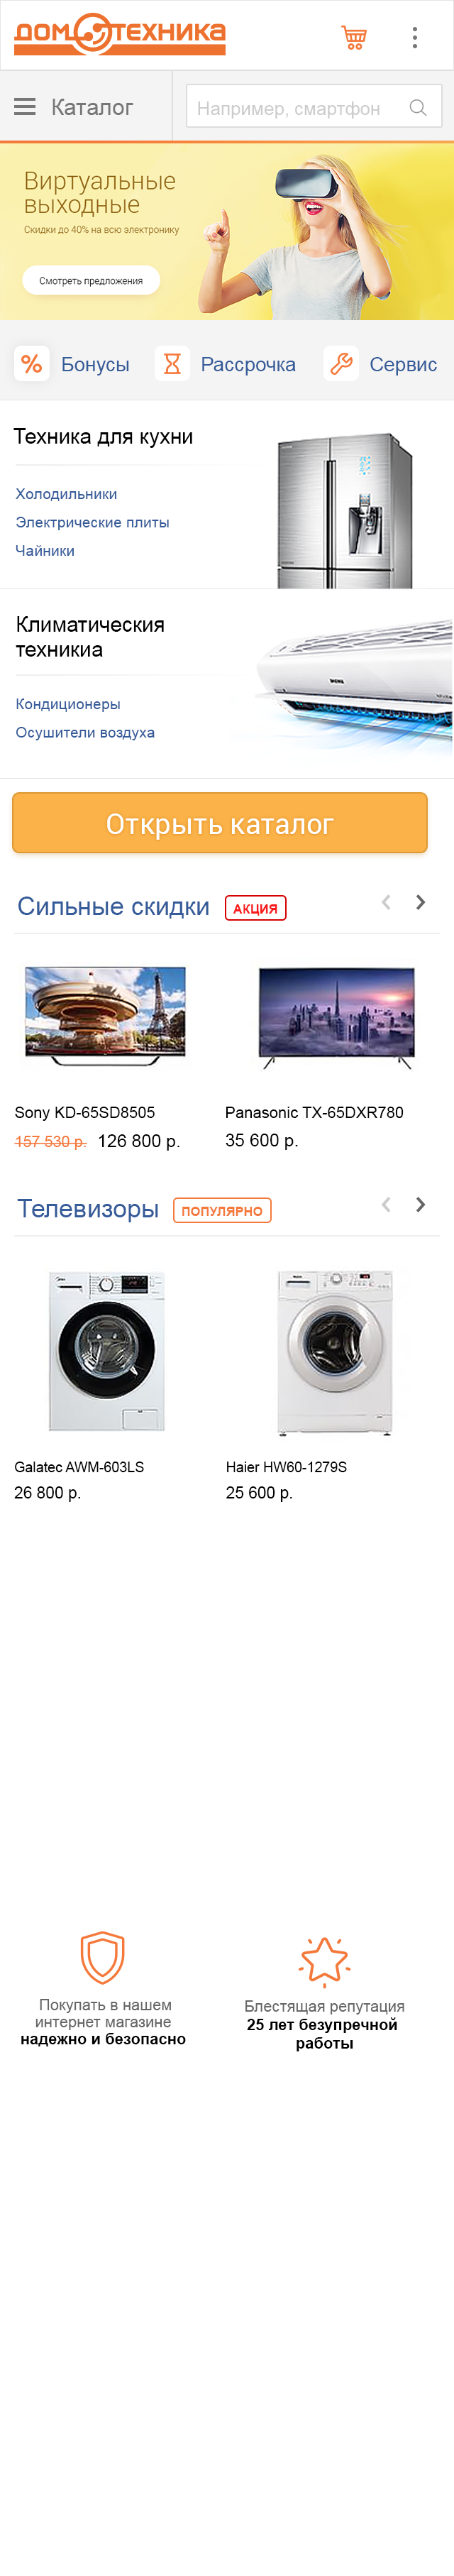 ДОМОТЕХНИКА
Каталог
Например, смартфон
Виртуальные
выходные
Скидки до 40% на всю электронику
Смотреть предложения
Бонусы
Рассрочка
Сервис
Техника для кухни
Холодильники
Электрические плиты
Чайники
Климатическия
техникиа
Кондиционеры
Осушители воздуха
Открыть каталог
Сильные скидки
АКЦИЯ
Sony KD-65SD8505
157 530 р. 126 800 р.
Panasonic TX-65DXR780
35 600 р.
Телевизоры
ПОПУЛЯРНО
Galatec AWM-603LS
26 800 р.
Haier HW60-1279S
25 600 р.
Покупать в нашем
интернет магазине
надежно и безопасно
Блестящая репутация
25 лет безупречной
работы